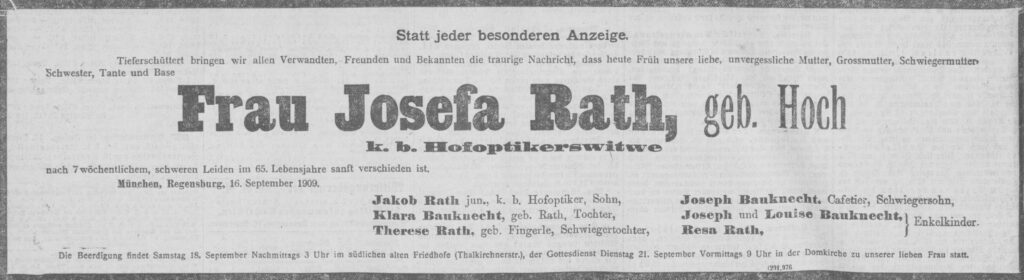 Statt jeder besonderen Anzeige.
Tieferschüttert bringen wir allen Verwandten, Freunden und Bekannten die traurige Nachricht, dass heute Früh unsere liebe, unvergessliche Mutter, Grossmutter, Schwiegermutter,
Schwester, Tante und Base
Frau Josefa Rath, geb. Hoch
k. b. Hofoptikerswitwe
nach 7wöchentlichem, schweren Leiden im 65. Lebensjahre sanft verschieden ist.
München, Regensburg, 16. September 1909.
Jakob Rath jun., k. b. Hofoptiker, Sohn,
Klara Bauknecht, geb. Rath, Tochter,
Therese Rath, geb. Fingerle, Schwiegertochter,
Joseph Bauknecht, Cafetier, Schwiegersohn,
Joseph und Louise Bauknecht,
Resa Rath,
Enkelkinder.
Die Beerdigung findet Samstag 18. September Nachmittags 3 Uhr im südlichen alten Friedhofe (Thalkirchnerstr.), der Gottesdienst Dienstag 21. September Vormittags 9 Uhr in der Domkirche zu unserer lieben Frau statt.